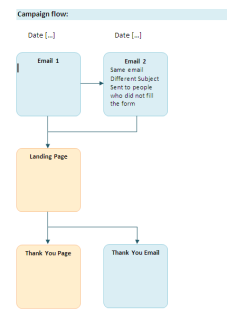 Campaign flow:
Date [...]
Date [...]
Email 1
Email 2
Same email
Different Subject
Sent to people
who did not fill
the form
Landing Page
Thank You Page
Thank You Email